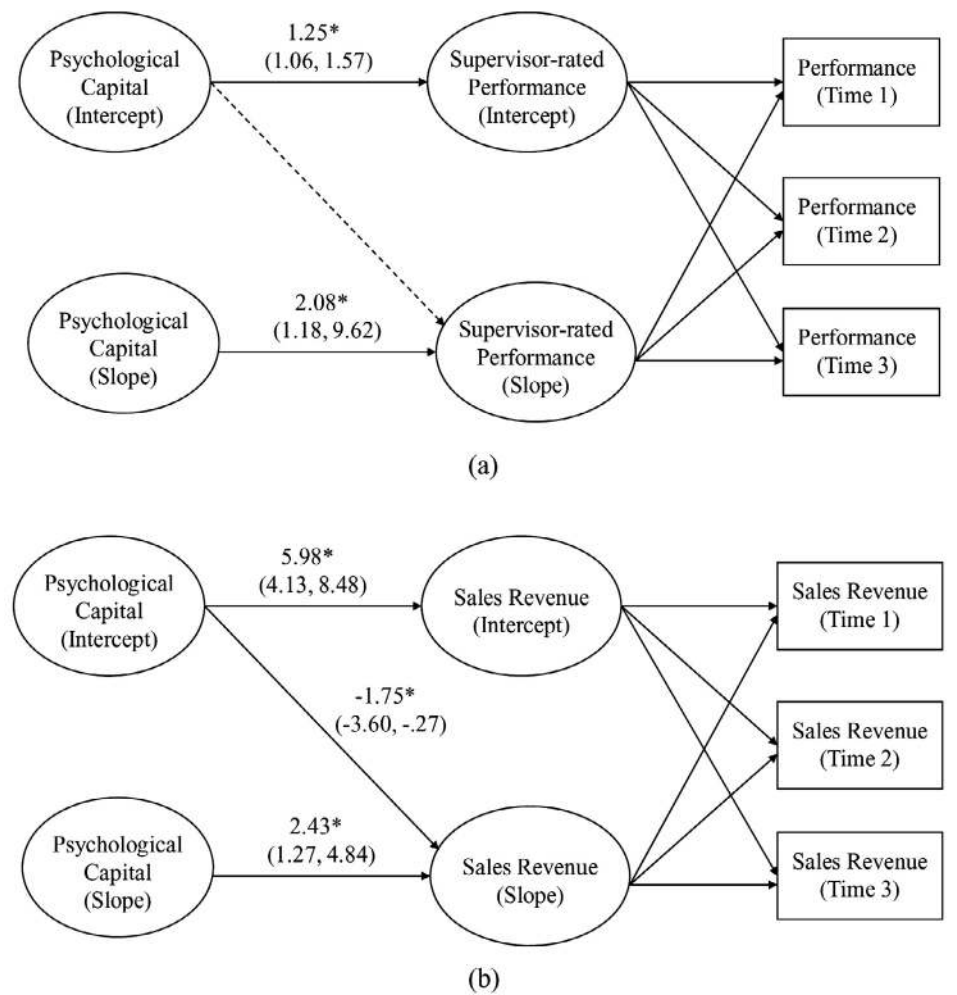 Psychological
Capital
(Intercept)
1.25*
(1.06, 1.57)
Supervisor-rated
Performance
(Intercept)
Performance
(Time 1)
Performance
(Time 2)
Psychological
Capital
(Slope)
2.08*
(1.18, 9.62)
Supervisor-rated
Performance
(Slope)
Performance
(Time 3)
(a)
Psychological
Capital
(Intercept)
5.98*
(4.13, 8.48)
Sales Revenue
(Intercept)
Sales Revenue
(Time 1)
-1.75*
(-3.60, -.27)
Sales Revenue
(Time 2)
Psychological
Capital
(Slope)
2.43*
(1.27, 4.84)
Sales Revenue
(Slope)
Sales Revenue
(Time 3)
(b)